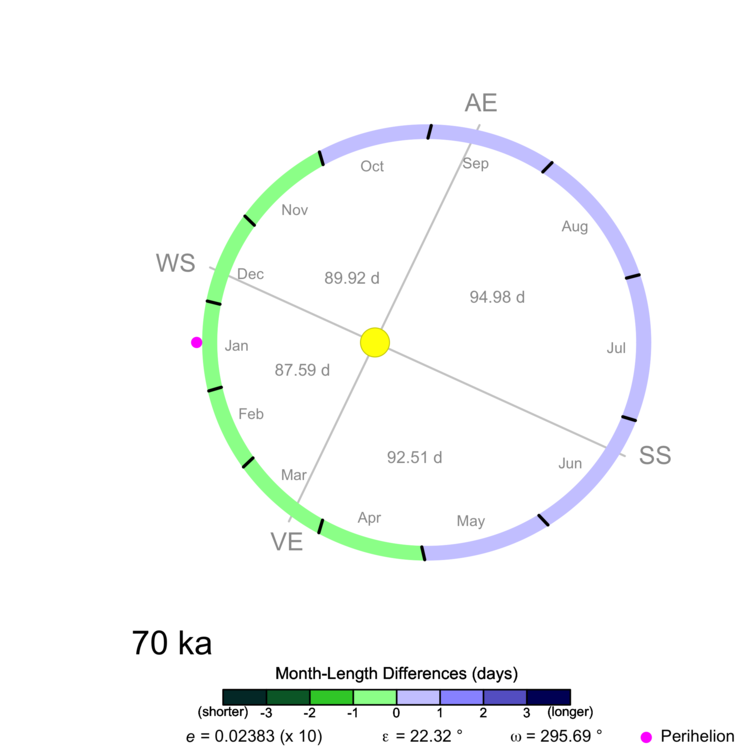 AE
Oct
Sep
Nov
Aug
WS
Dec
89.92 d
94.98 d
Jan
Jul
87.59 d
Feb
92.51 d
SS
Jun
Mar
Apr
May
VE
70 ka
Month-Length Differences (days)
(shorter) -3 -2 -1 0 1 2 3 (longer)
e = 0.02383 (x 10) ε = 22.32 ° ω = 295.69 ° Perihelion